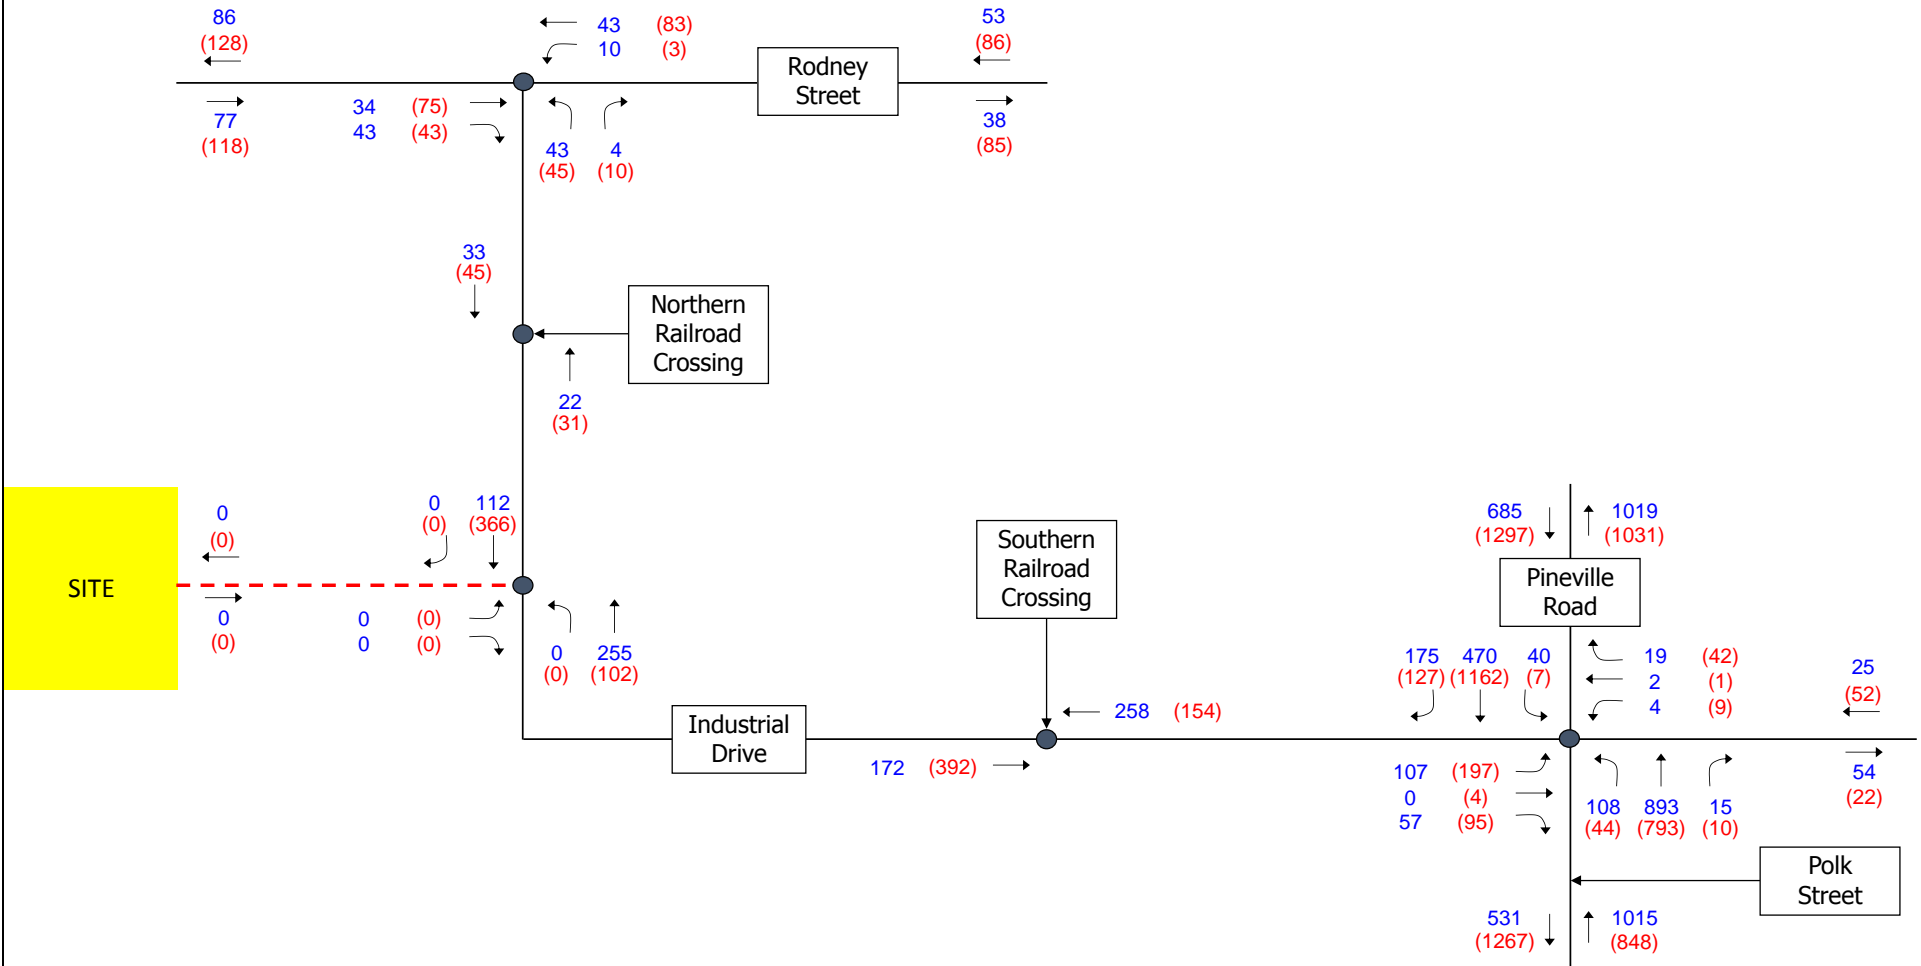 86
(128)
43 (83)
10 (3)
53
(86)
Rodney
Street
77
(118)
34 (75)
43 (43)
43 4
(45) (10)
38
(85)
33
(45)
Northern
Railroad
Crossing
22
(31)
SITE
0
(0)
0 112
(0) (366)
0
(0)
0 (0)
0 (0)
0 255
(0) (102)
Southern
Railroad
Crossing
685
(1297)
1019
(1031)
Pineville
Road
175 470 40
(127) (1162) (7)
19 (42)
2 (1)
4 (9)
25
(52)
Industrial
Drive
258 (154)
172 (392)
107 (197)
0 (4)
57 (95)
108 893 15
(44) (793) (10)
54
(22)
Polk
Street
531
(1267)
1015
(848)